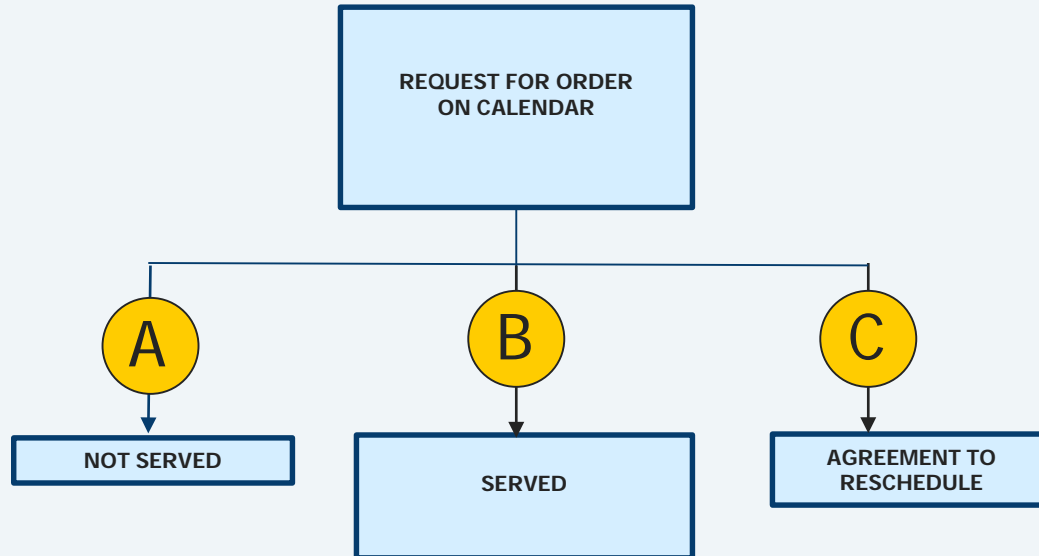 REQUEST FOR ORDER
ON CALENDAR
A
B
C
NOT SERVED
SERVED
AGREEMENT TO
RESCHEDULE